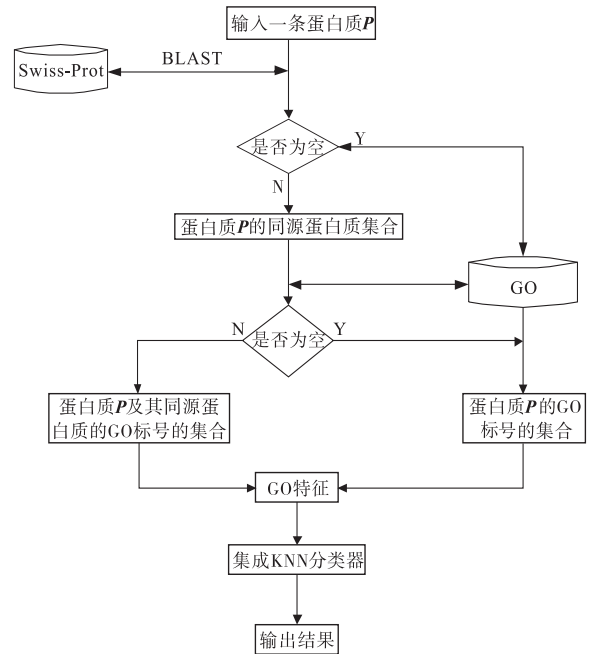 输入一条蛋白质P
BLAST
Swiss-Prot
是否为空
Y
N
蛋白质P的同源蛋白质集合
GO
N
是否为空
Y
蛋白质P及其同源蛋
白质的GO标号的集合
蛋白质P的GO
标号的集合
GO特征
集成KNN分类器
输出结果